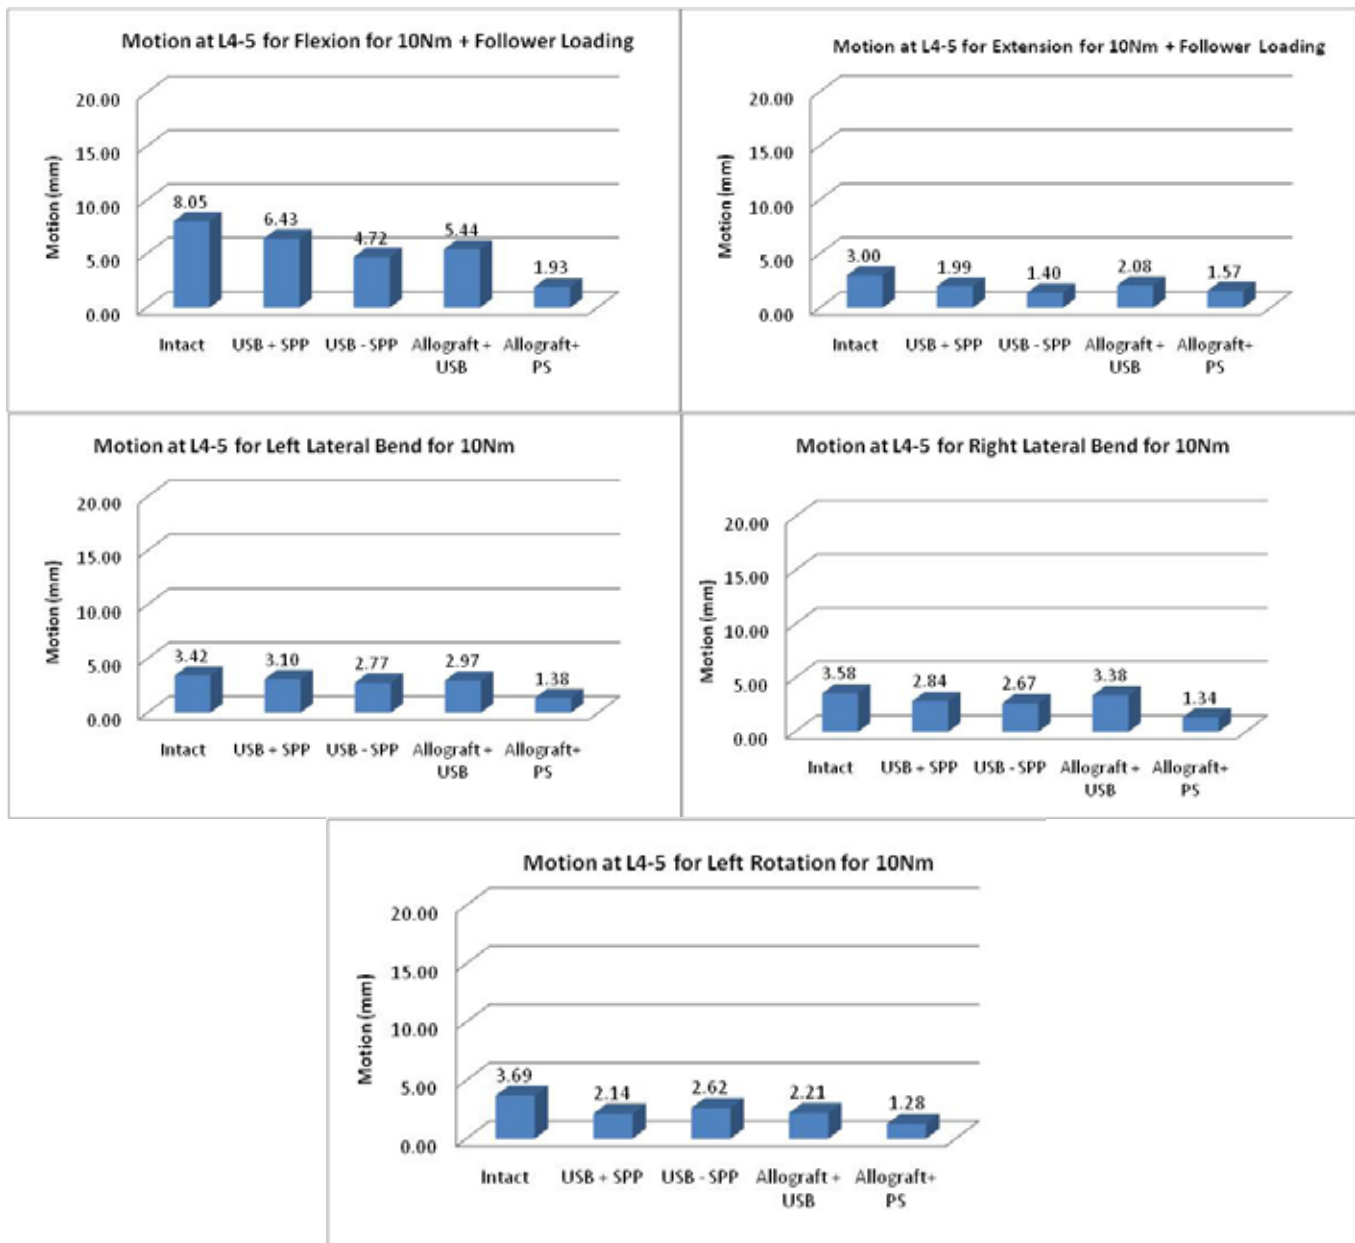 Motion at L4-5 for Flexion for 10Nm + Follower Loading
Motion (mm)
20.00
15.00
10.00
5.00
0.00
8.05
6.43
4.72
5.44
1.93
Intact
USB + SPP
USB - SPP
Allograft +
USB
Allograft+
PS
Motion at L4-5 for Extension for 10Nm + Follower Loading
Motion (mm)
20.00
15.00
10.00
5.00
0.00
3.00
1.99
1.40
2.08
1.57
Intact
USB + SPP
USB - SPP
Allograft +
USB
Allograft+
PS
Motion at L4-5 for Left Lateral Bend for 10Nm
Motion (mm)
20.00
15.00
10.00
5.00
0.00
3.42
3.10
2.77
2.97
1.38
Intact
USB + SPP
USB - SPP
Allograft +
USB
Allograft+
PS
Motion at L4-5 for Right Lateral Bend for 10Nm
Motion (mm)
20.00
15.00
10.00
5.00
0.00
3.58
2.84
2.67
3.38
1.34
Intact
USB + SPP
USB - SPP
Allograft +
USB
Allograft+
PS
Motion at L4-5 for Left Rotation for 10Nm
Motion (mm)
20.00
15.00
10.00
5.00
0.00
3.69
2.14
2.62
2.21
1.28
Intact
USB + SPP
USB - SPP
Allograft +
USB
Allograft+
PS